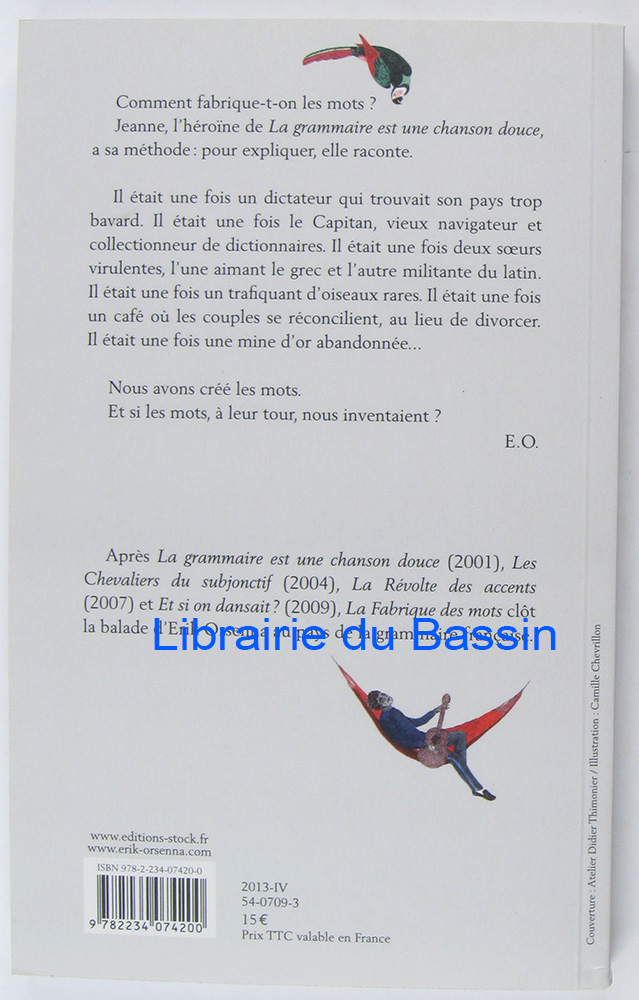 Comment fabrique-t-on les mots ?
Jeanne, l'héroïne de La grammaire est une chanson douce,
a sa méthode : pour expliquer, elle raconte.
Il était une fois un dictateur qui trouvait son pays trop
bavard. Il était une fois le Capitan, vieux navigateur et
collectionneur de dictionnaires. Il était une fois deux sœurs
virulentes, l'une aimant le grec et l'autre militante du latin.
Il était une fois un trafiquant d'oiseaux rares. Il était une fois
un café où les couples se réconcilient, au lieu de divorcer.
Il était une fois une mine d'or abandonnée...
Nous avons créé les mots.
Et si les mots, à leur tour, nous inventaient ?
E.O.
Après La grammaire est une chanson douce (2001), Les
Chevaliers du subjonctif (2004), La Révolte des accents
(2007) et Et si on dansait ? (2009), La Fabrique des mots clôt
la balade d'Erik Orsenna au pays de la grammaire française.
Librairie du Bassin
www.editions-stock.fr
www.erik-orsenna.com
ISBN 978-2-234-07420-0
9 782234 074200
2013-IV
54-0709-3
15 €
Prix TTC valable en France
Couverture : Atelier Didier Thimonier / Illustration : Camille Chevrillon